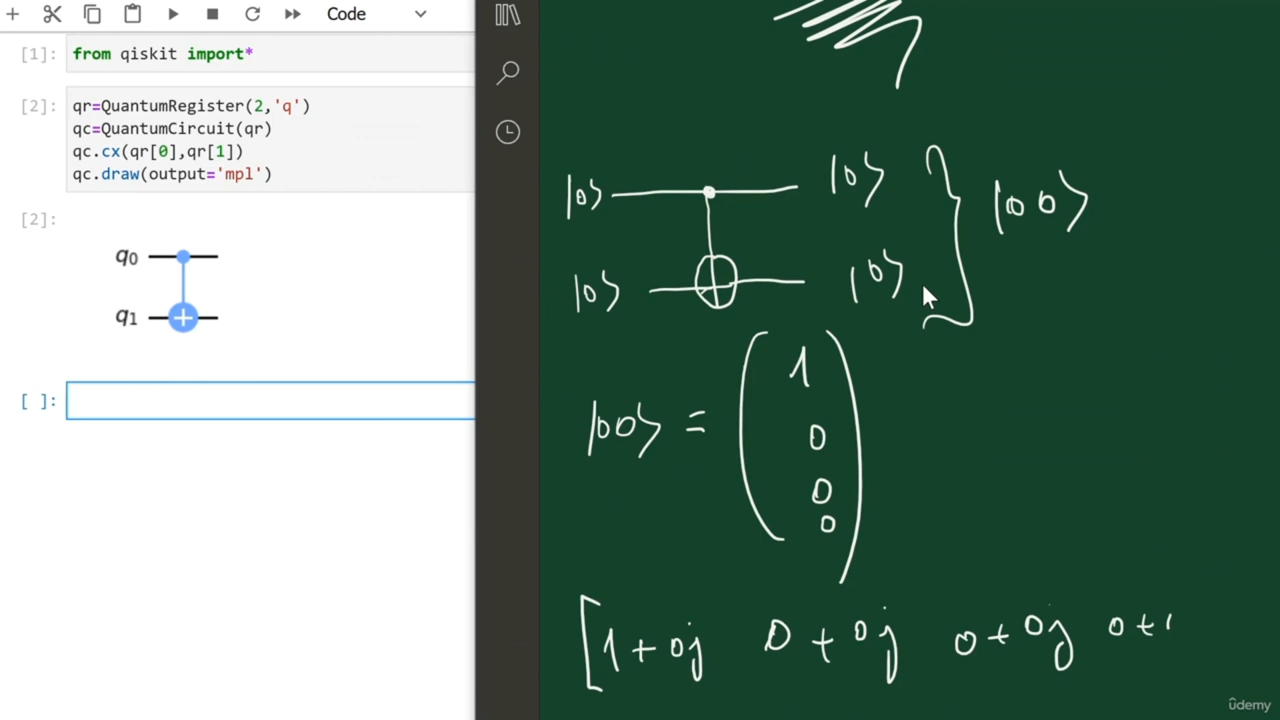 Code
[1]: from qiskit import*
[2]: qr=QuantumRegister(2,'q')
qc=QuantumCircuit(qr)
qc.cx(qr[0],qr[1])
qc.draw(output='mpl')
[2]:
q0
q1
[ ]:
|0⟩ |0⟩
|0⟩ |0⟩
|00⟩
|00⟩ = ( 1
0
0
0 )
[1+0j 0+0j 0+0j 0+
ûdemy